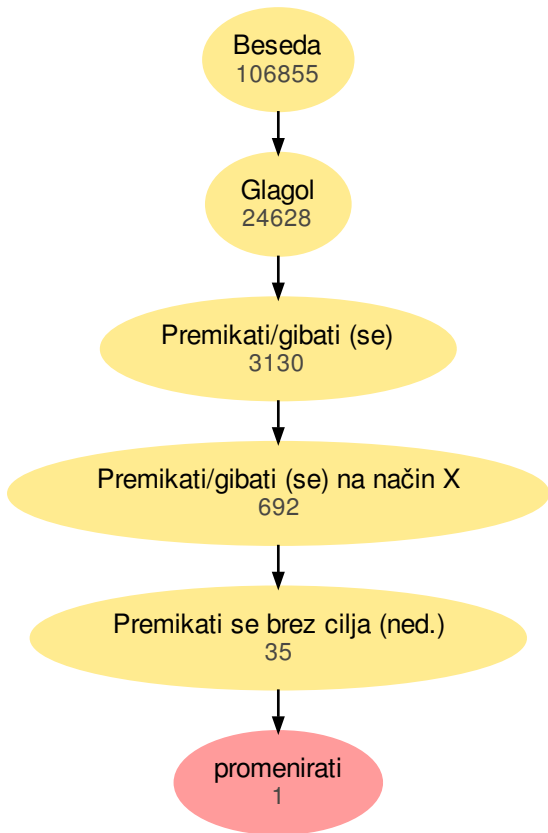 Beseda
106855
Glagol
24628
Premikati/gibati (se)
3130
Premikati/gibati (se) na način X
692
Premikati se brez cilja (ned.)
35
promenirati
1